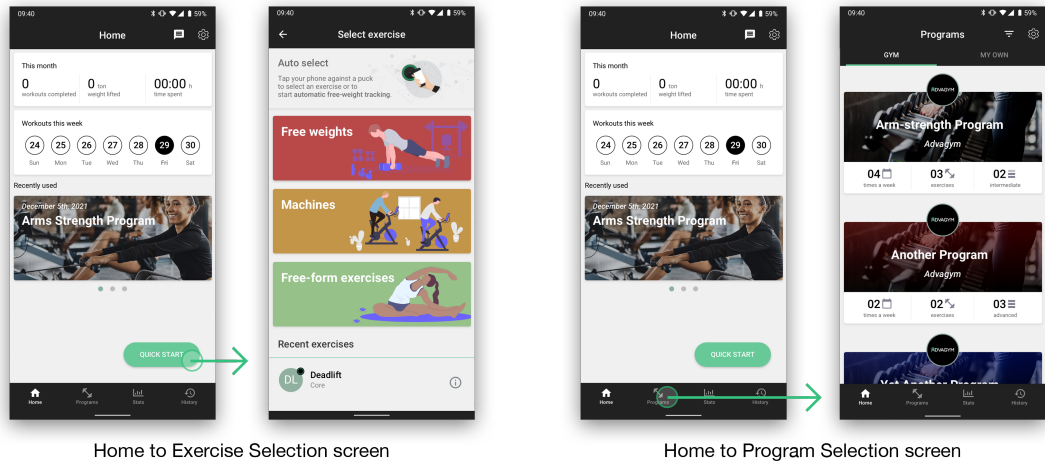 09:40
59%
Home
This month
0
workouts completed
0 ton
weight lifted
00:00 h
time spent
Workouts this week
24 25 26 27 28 29 30
Sun Mon Tue Wed Thu Fri Sat
Recently used
December 5th, 2021
Arms Strength Program
QUICK START
Home Programs Stats History
09:40
59%
Select exercise
Auto select
Tap your phone against a puck
to select an exercise or to
start automatic free-weight tracking.
Free weights
Machines
Free-form exercises
Recent exercises
DL
Deadlift
Core
Home to Exercise Selection screen
09:40
59%
Home
This month
0
workouts completed
0 ton
weight lifted
00:00 h
time spent
Workouts this week
24 25 26 27 28 29 30
Sun Mon Tue Wed Thu Fri Sat
Recently used
December 5th, 2021
Arms Strength Program
QUICK START
Home Programs Stats History
09:40
59%
Programs
GYM MY OWN
ADVAGYM
Arm-strength Program
Advagym
04 03 02
times a week exercises intermediate
ADVAGYM
Another Program
Advagym
02 02 03
times a week exercises advanced
ADVAGYM
Yet Another Program
Home Programs Stats History
Home to Program Selection screen